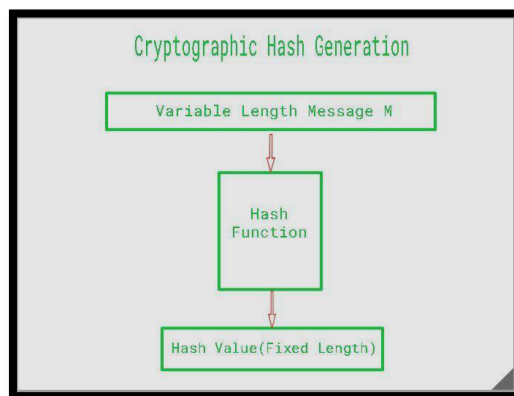 Cryptographic Hash Generation
Variable Length Message M
Hash
Function
Hash Value(Fixed Length)